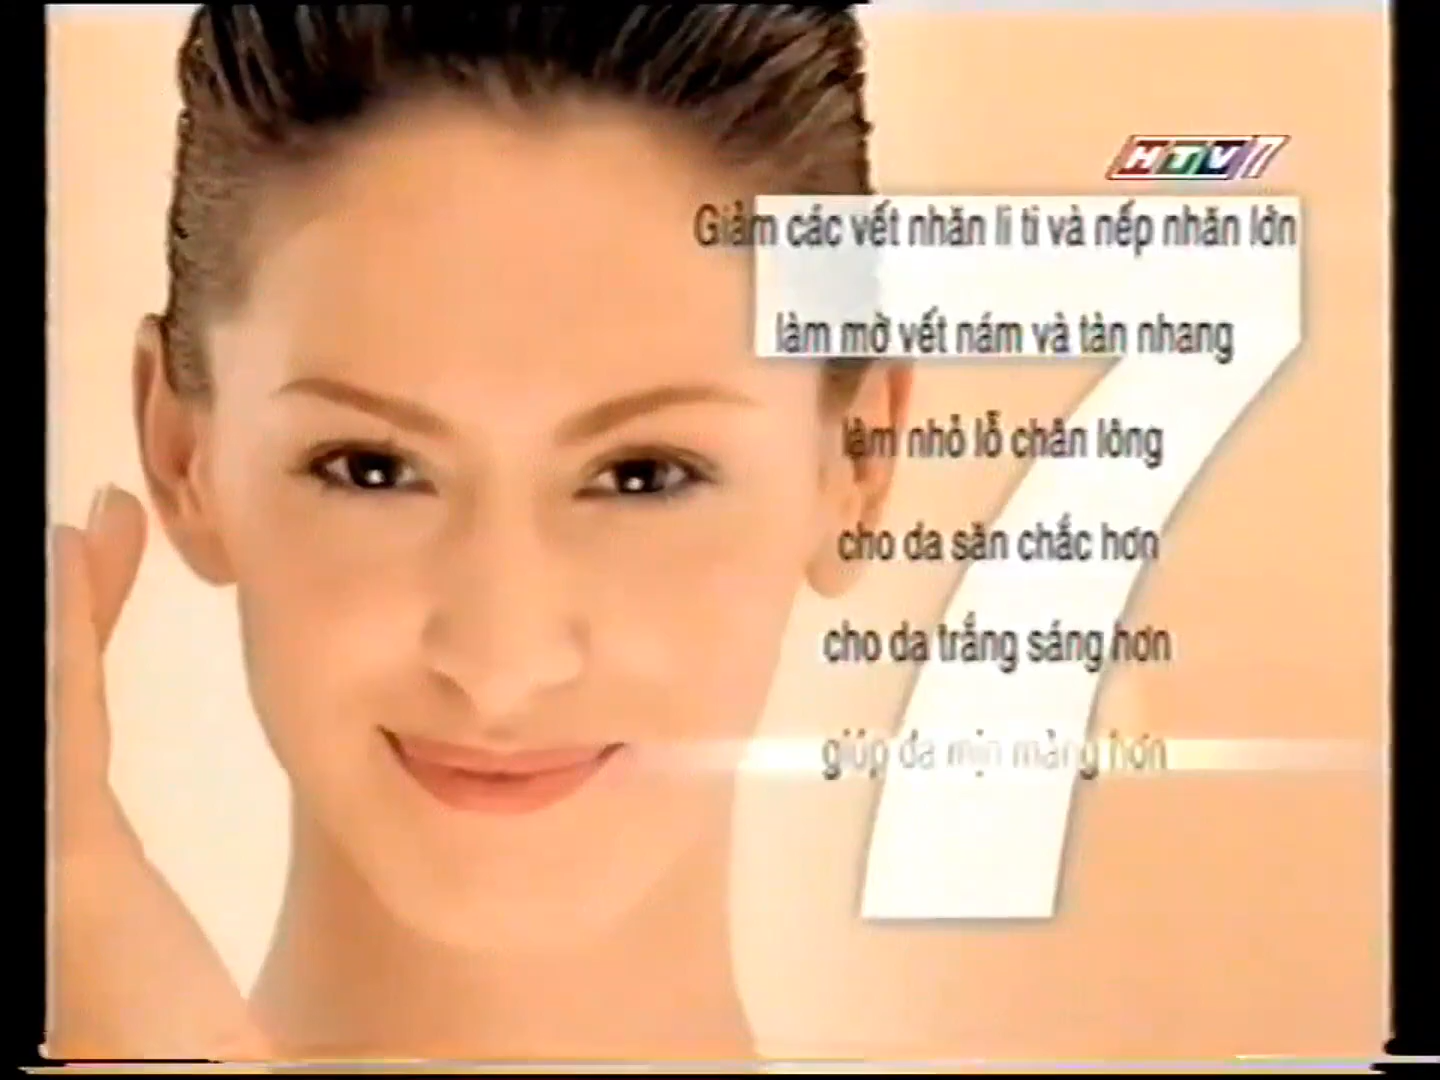 HTV7
Giảm các vết nhăn li ti và nếp nhăn lớn
làm mờ vết nám và tàn nhang
làm nhỏ lỗ chân lông
cho da săn chắc hơn
cho da trắng sáng hơn
giúp da mịn màng hơn
7